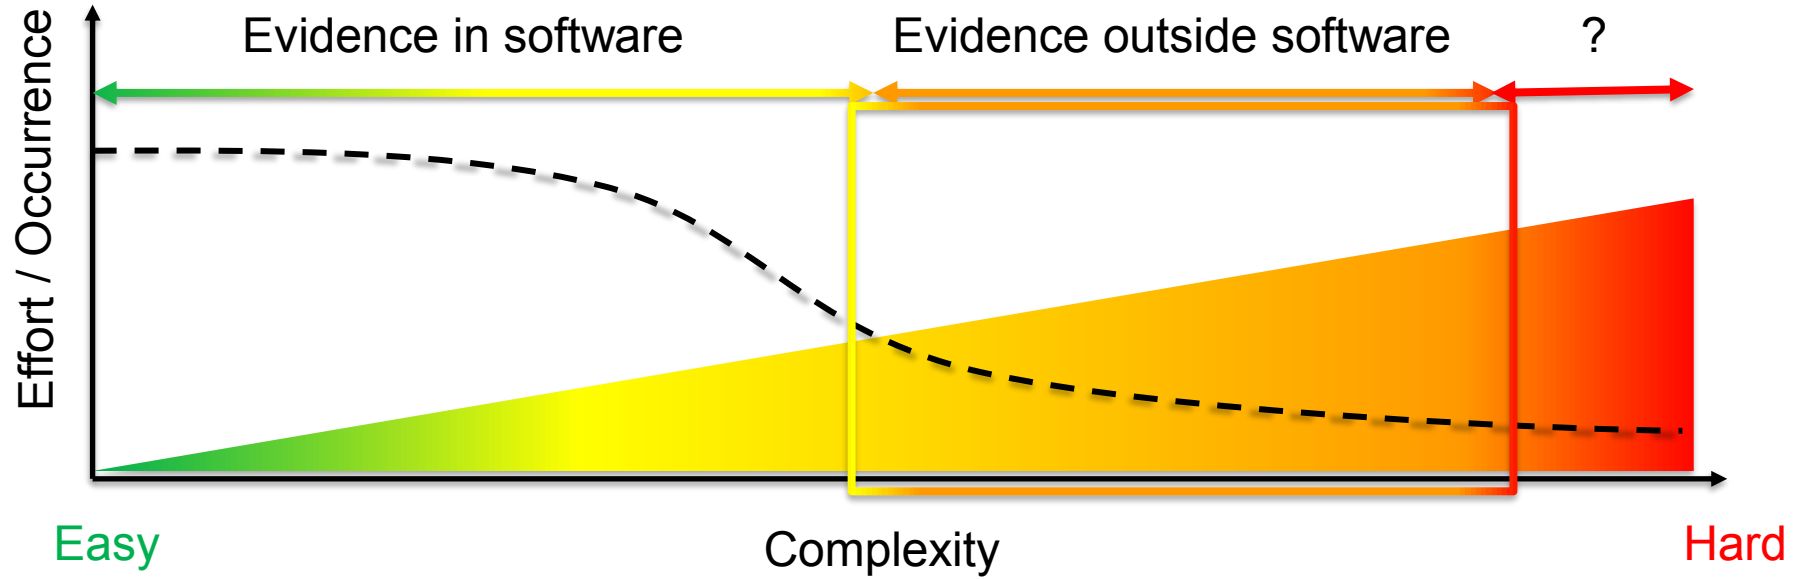 Evidence in software
Evidence outside software
?
Effort / Occurrence
Easy
Complexity
Hard